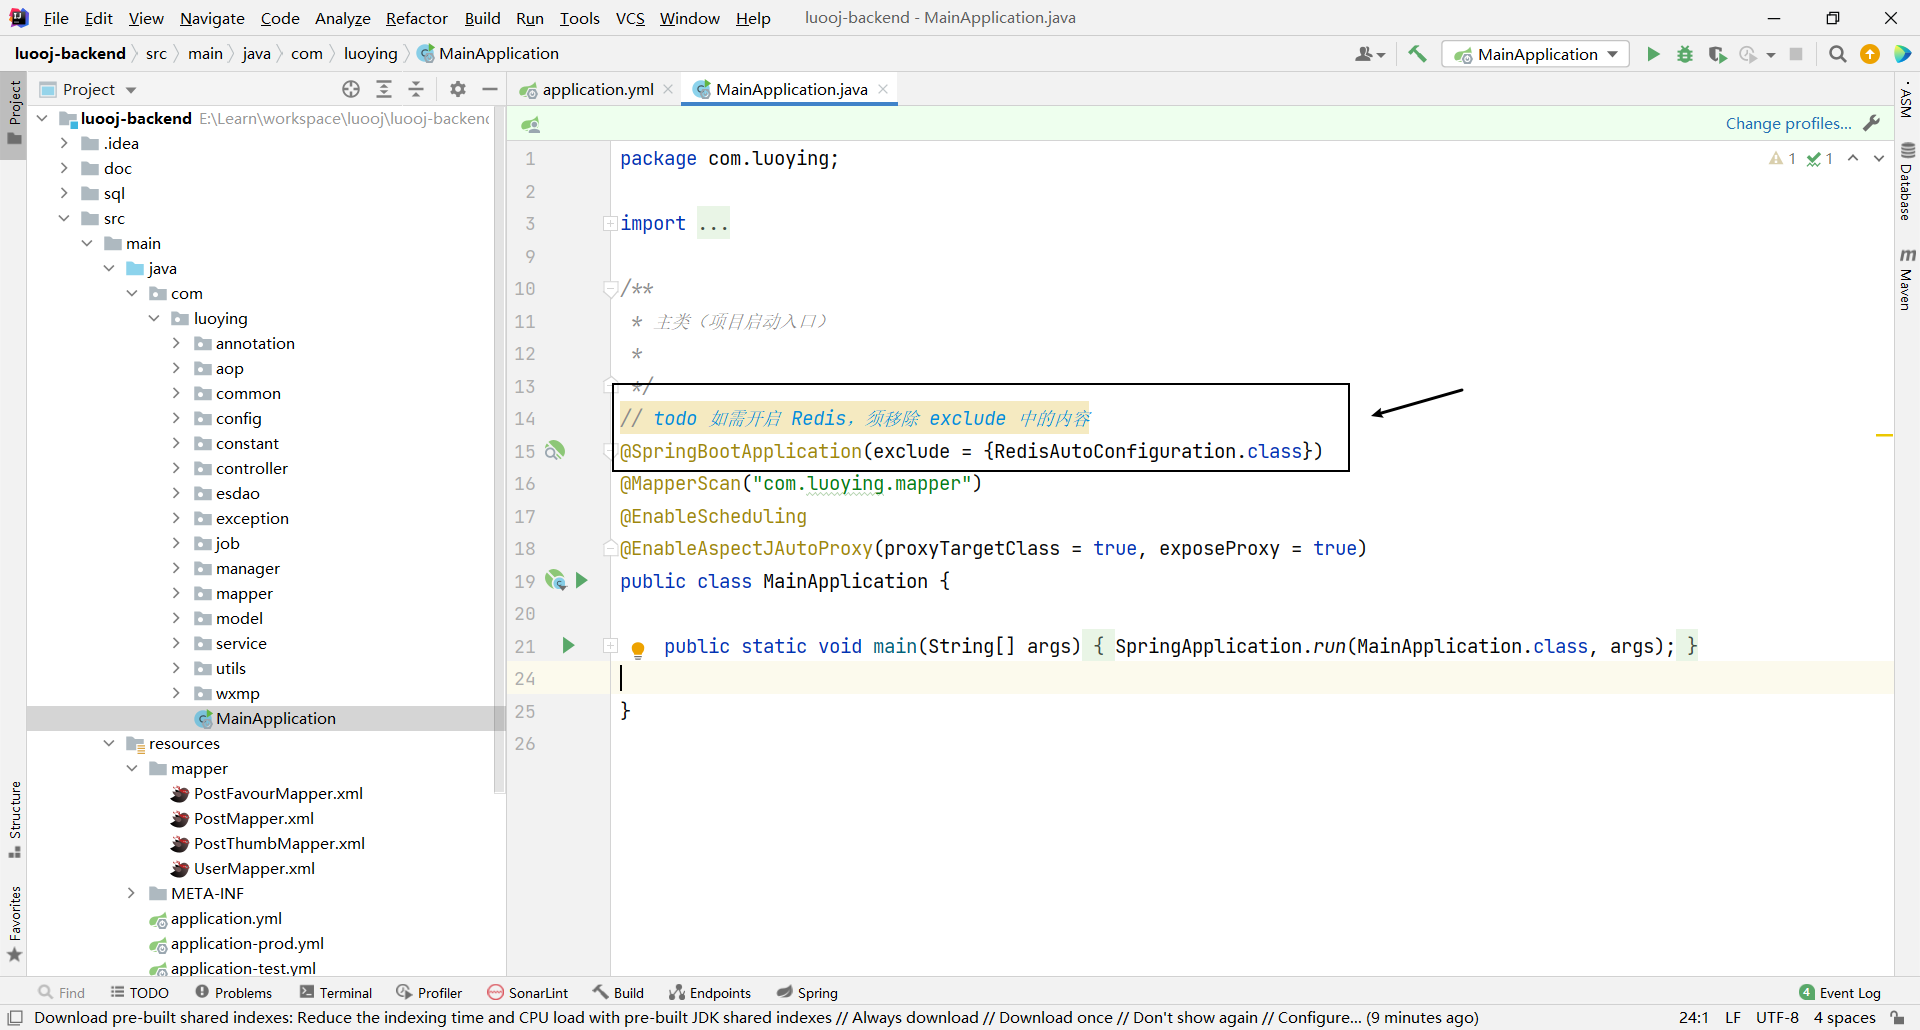 File Edit View Navigate Code Analyze Refactor Build Run Tools VCS Window Help luooj-backend - MainApplication.java
luooj-backend src main java com luoying MainApplication
MainApplication
Project
application.yml
MainApplication.java
luooj-backend E:\Learn\workspace\luooj\luooj-backend
Change profiles...
.idea
doc
sql
src
main
java
com
luoying
annotation
aop
common
config
constant
controller
esdao
exception
job
manager
mapper
model
service
utils
wxmp
MainApplication
resources
mapper
PostFavourMapper.xml
PostMapper.xml
PostThumbMapper.xml
UserMapper.xml
META-INF
application.yml
application-prod.yml
application-test.yml
1 package com.luoying;
1 1
2
3 import ...
9
10 /**
11 * 主类（项目启动入口）
12 *
13 */
14 // todo 如需开启 Redis，须移除 exclude 中的内容
15 @SpringBootApplication(exclude = {RedisAutoConfiguration.class})
16 @MapperScan("com.luoying.mapper")
17 @EnableScheduling
18 @EnableAspectJAutoProxy(proxyTargetClass = true, exposeProxy = true)
19 public class MainApplication {
20
21 public static void main(String[] args) { SpringApplication.run(MainApplication.class, args); }
24
25 }
26
Project
Structure
Favorites
ASM
Database
m
Maven
Find TODO Problems Terminal Profiler SonarLint Build Endpoints Spring 4 Event Log
Download pre-built shared indexes: Reduce the indexing time and CPU load with pre-built JDK shared indexes // Always download // Download once // Don't show again // Configure... (9 minutes ago) 24:1 LF UTF-8 4 spaces